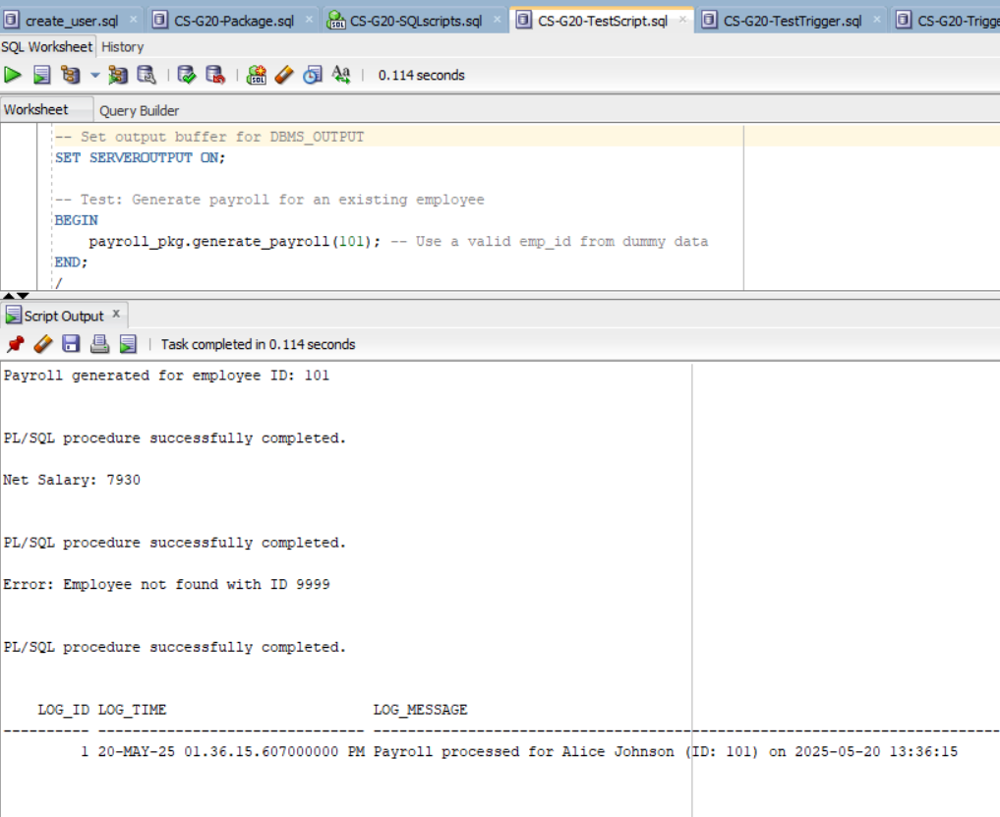 create_user.sql × CS-G20-Package.sql × CS-G20-SQLscripts.sql × CS-G20-TestScript.sql × CS-G20-TestTrigger.sql × CS-G20-Trigge
SQL Worksheet History
0.114 seconds
Worksheet Query Builder
-- Set output buffer for DBMS_OUTPUT
SET SERVEROUTPUT ON;
-- Test: Generate payroll for an existing employee
BEGIN
payroll_pkg.generate_payroll(101); -- Use a valid emp_id from dummy data
END;
/
Script Output ×
Task completed in 0.114 seconds
Payroll generated for employee ID: 101
PL/SQL procedure successfully completed.
Net Salary: 7930
PL/SQL procedure successfully completed.
Error: Employee not found with ID 9999
PL/SQL procedure successfully completed.
LOG_ID LOG_TIME LOG_MESSAGE
---------- ------------------------------- --------------------------------------------------------------------------
1 20-MAY-25 01.36.15.607000000 PM Payroll processed for Alice Johnson (ID: 101) on 2025-05-20 13:36:15